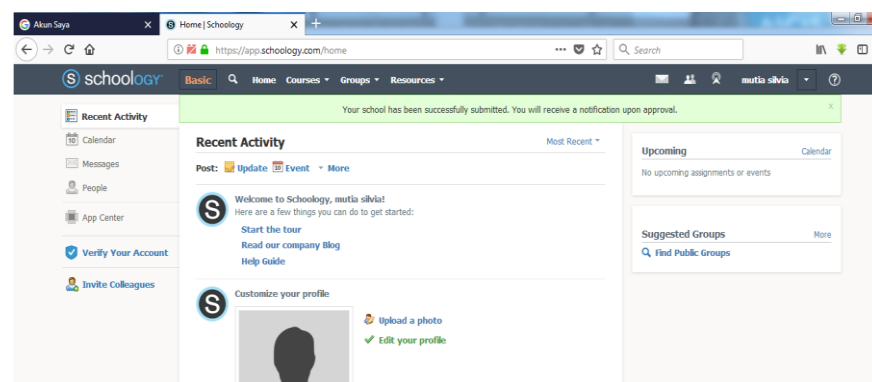 Akun Saya
Home | Schoology
https://app.schoology.com/home
Search
S schoology Basic Home Courses Groups Resources mutia silvia
Your school has been successfully submitted. You will receive a notification upon approval. x
Recent Activity
10 Calendar
Messages
People
App Center
Verify Your Account
Invite Colleagues
Recent Activity Most Recent
Post: Update Event More
S Welcome to Schoology, mutia silvia!
Here are a few things you can do to get started:
Start the tour
Read our company Blog
Help Guide
S Customize your profile
Upload a photo
Edit your profile
Upcoming Calendar
No upcoming assignments or events
Suggested Groups More
Find Public Groups